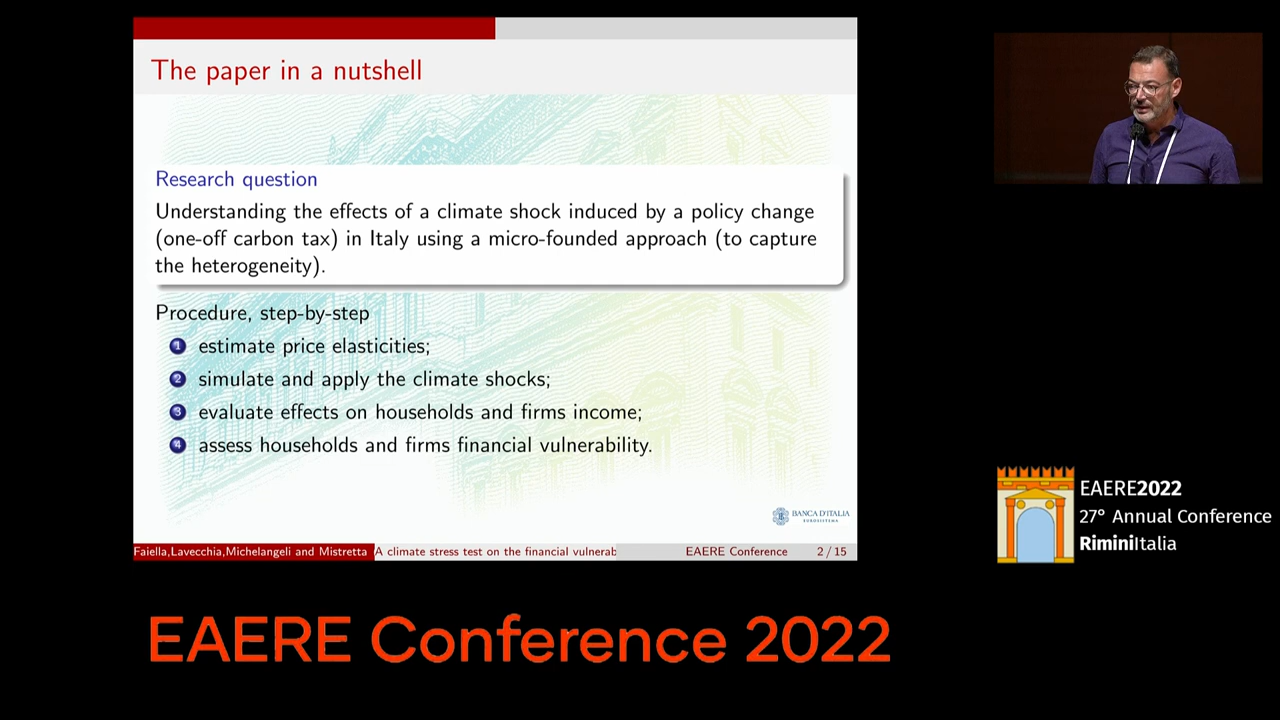 The paper in a nutshell
Research question
Understanding the effects of a climate shock induced by a policy change
(one-off carbon tax) in Italy using a micro-founded approach (to capture
the heterogeneity).
Procedure, step-by-step
1 estimate price elasticities;
2 simulate and apply the climate shocks;
3 evaluate effects on households and firms income;
4 assess households and firms financial vulnerability.
BANCA D'ITALIA
EUROSISTEMA
Faiella,Lavecchia,Michelangeli and Mistretta A climate stress test on the financial vulnerab EAERE Conference 2 / 15
EAERE2022
27° Annual Conference
RiminiItalia
EAERE Conference 2022